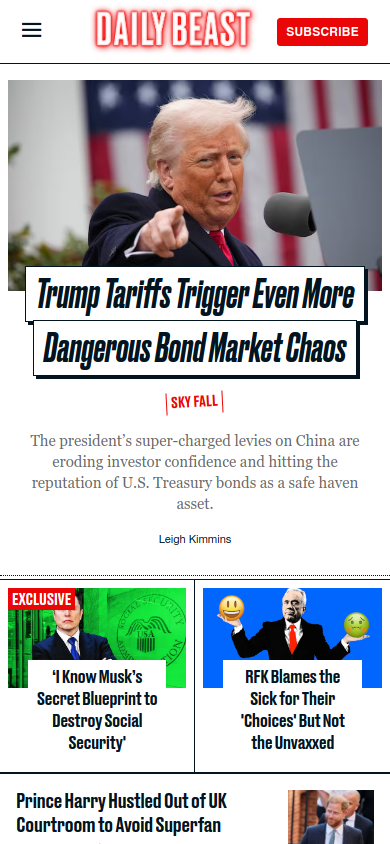 DAILY BEAST
SUBSCRIBE
Trump Tariffs Trigger Even More
Dangerous Bond Market Chaos
SKY FALL
The president’s super-charged levies on China are
eroding investor confidence and hitting the
reputation of U.S. Treasury bonds as a safe haven
asset.
Leigh Kimmins
EXCLUSIVE
‘I Know Musk’s
Secret Blueprint to
Destroy Social
Security’
SOCIAL SECURITY
USA
RFK Blames the
Sick for Their
'Choices' But Not
the Unvaxxed
Prince Harry Hustled Out of UK
Courtroom to Avoid Superfan